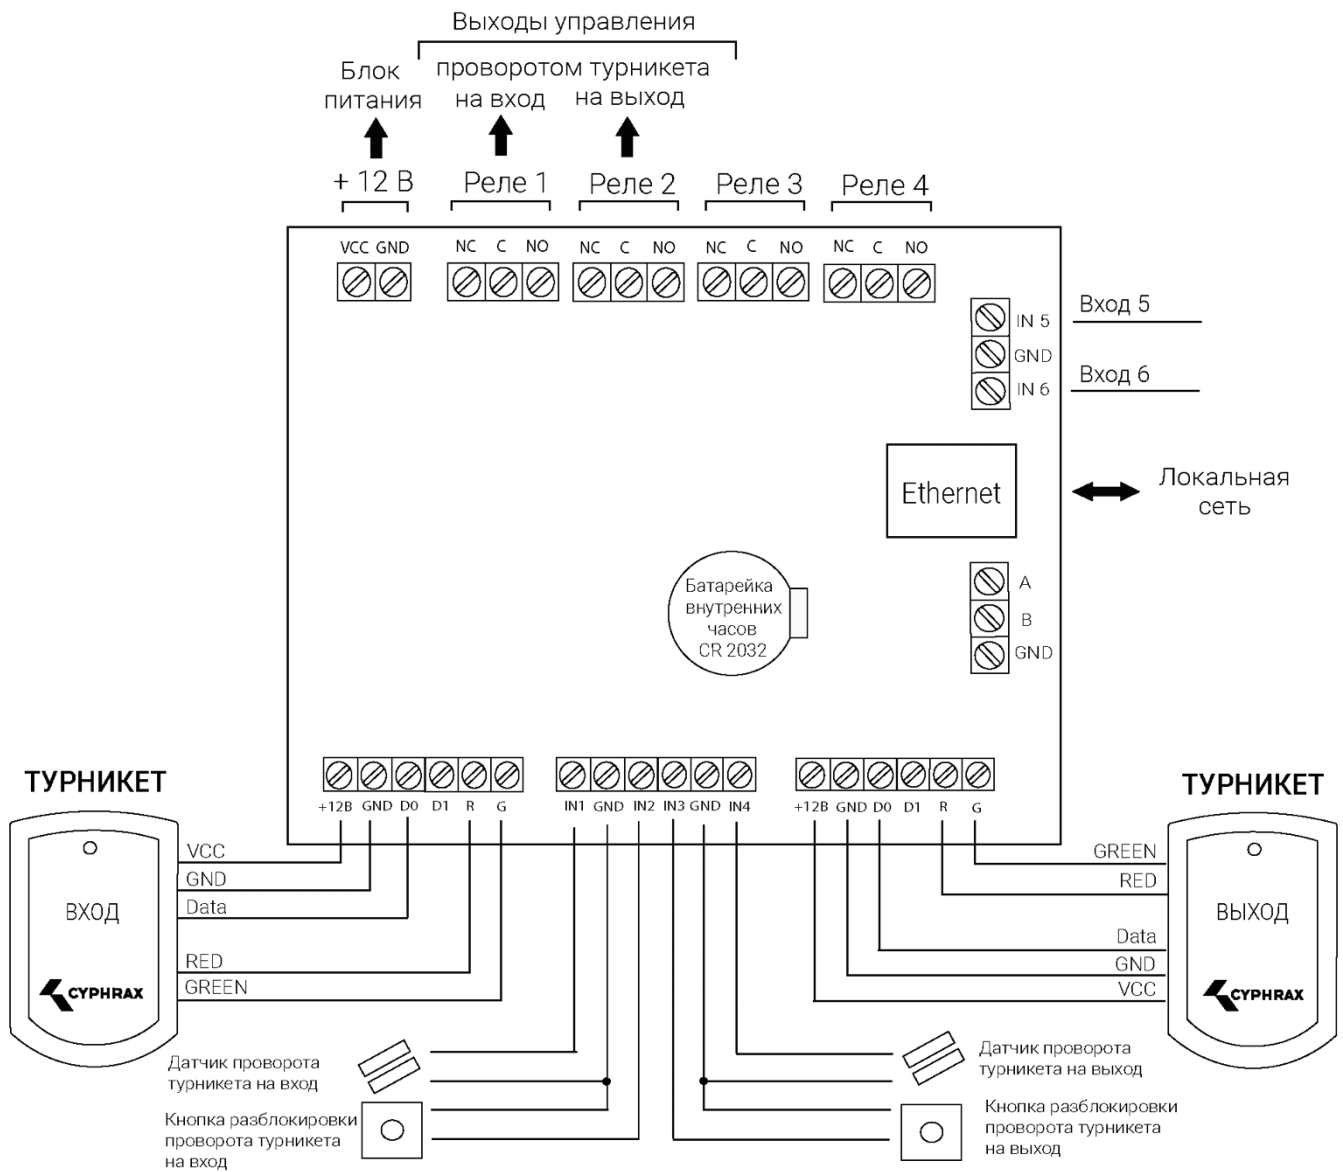 Выходы управления
Блок
питания
проворотом турникета
на вход
на выход
+ 12 В
Реле 1
Реле 2
Реле 3
Реле 4
VCC GND
NC C NO
NC C NO
NC C NO
NC C NO
IN 5
GND
IN 6
Вход 5
Вход 6
Ethernet
Локальная
сеть
Батарейка
внутренних
часов
CR 2032
A
B
GND
+12В GND D0 D1 R G
IN1 GND IN2 IN3 GND IN4
+12В GND D0 D1 R G
ТУРНИКЕТ
ВХОД
CYPHRAX
VCC
GND
Data
RED
GREEN
ТУРНИКЕТ
ВЫХОД
CYPHRAX
GREEN
RED
Data
GND
VCC
Датчик проворота
турникета на вход
Кнопка разблокировки
проворота турникета
на вход
Датчик проворота
турникета на выход
Кнопка разблокировки
проворота турникета
на выход